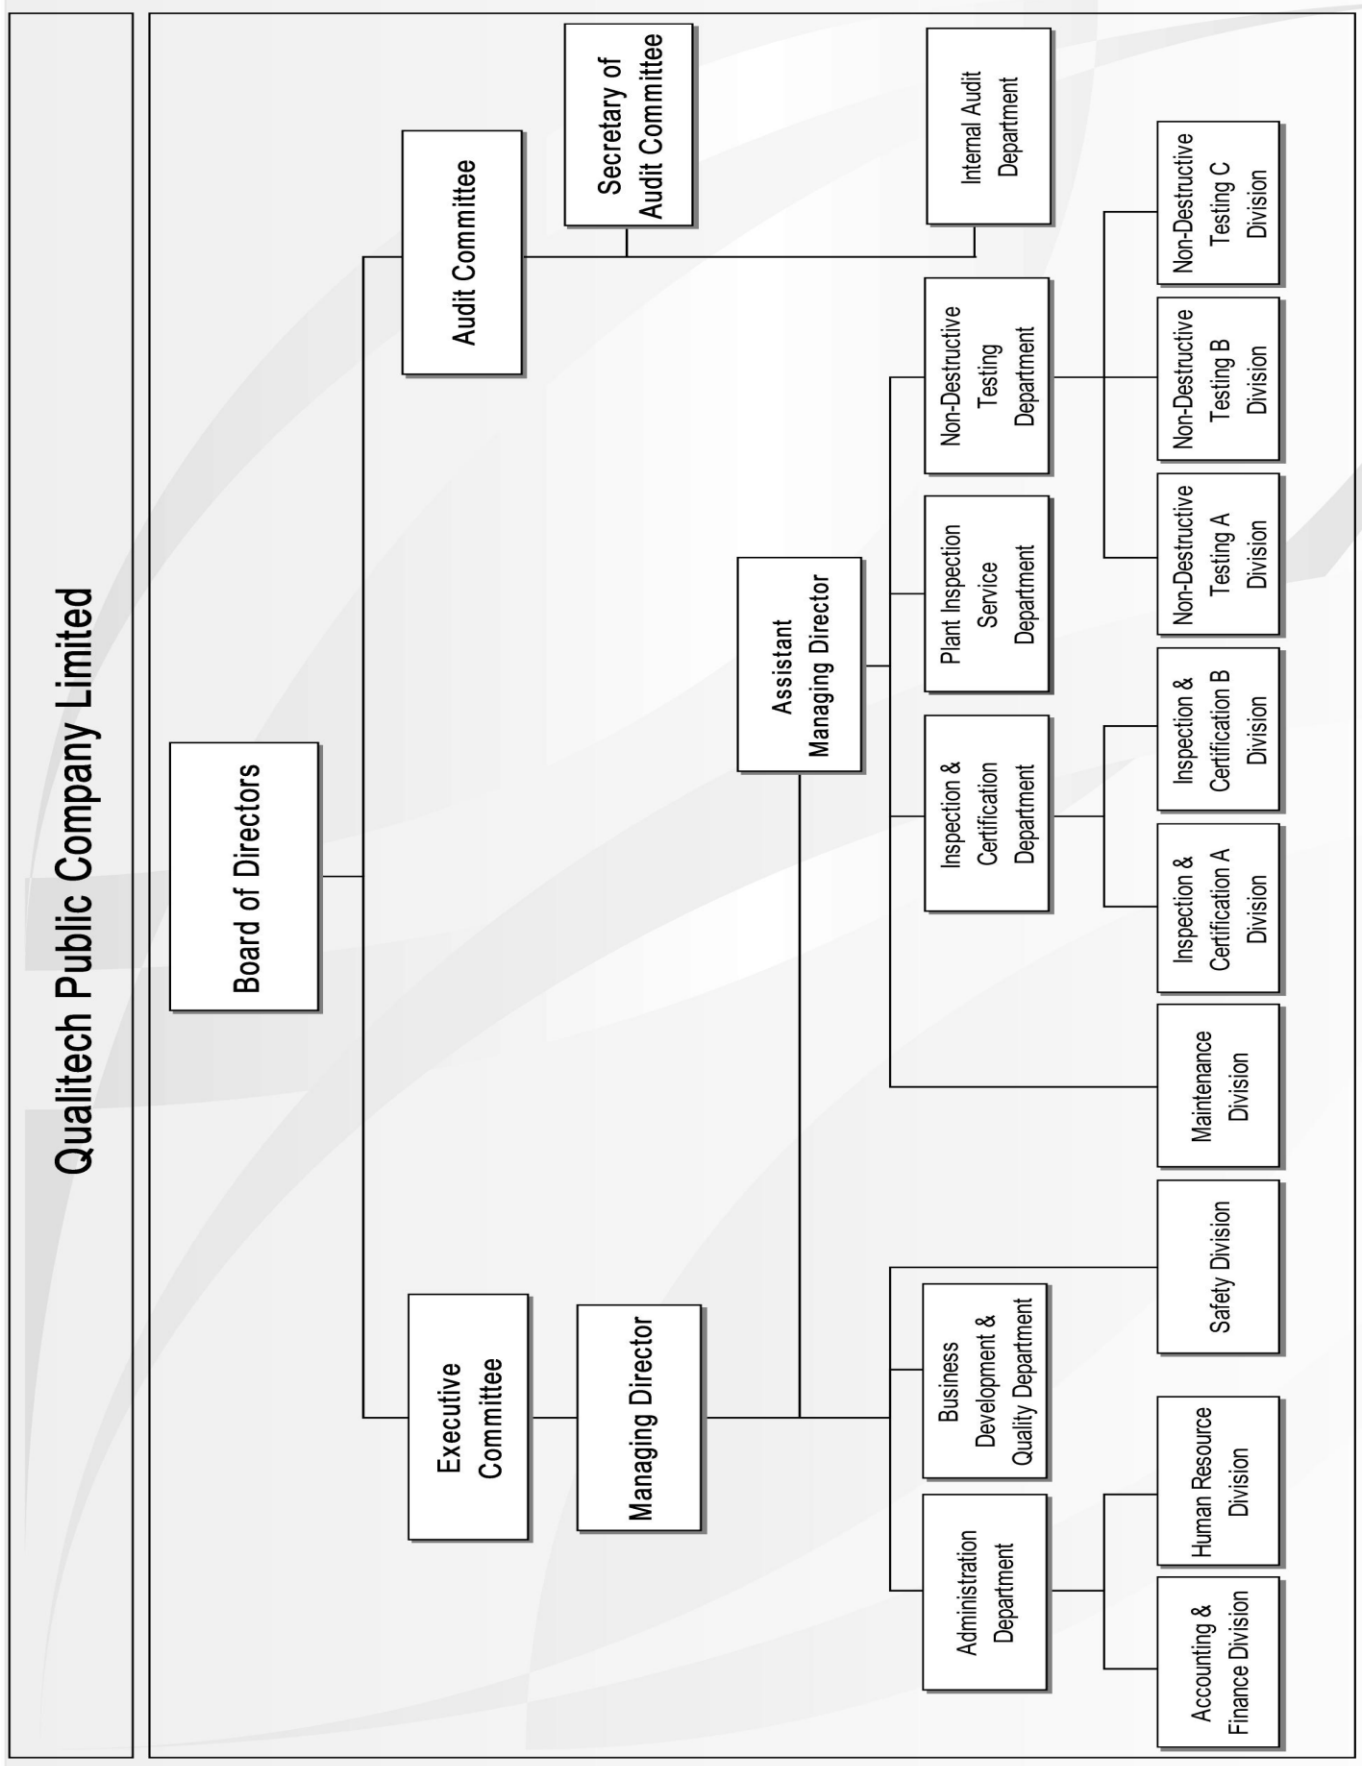 Qualitech Public Company Limited
Board of Directors
Executive
Committee
Audit Committee
Managing Director
Secretary of
Audit Committee
Assistant
Managing Director
Administration
Department
Business
Development &
Quality Department
Inspection &
Certification
Department
Plant Inspection
Service
Department
Non-Destructive
Testing
Department
Internal Audit
Department
Accounting &
Finance Division
Human Resource
Division
Safety Division
Maintenance
Division
Inspection &
Certification A
Division
Inspection &
Certification B
Division
Non-Destructive
Testing A
Division
Non-Destructive
Testing B
Division
Non-Destructive
Testing C
Division